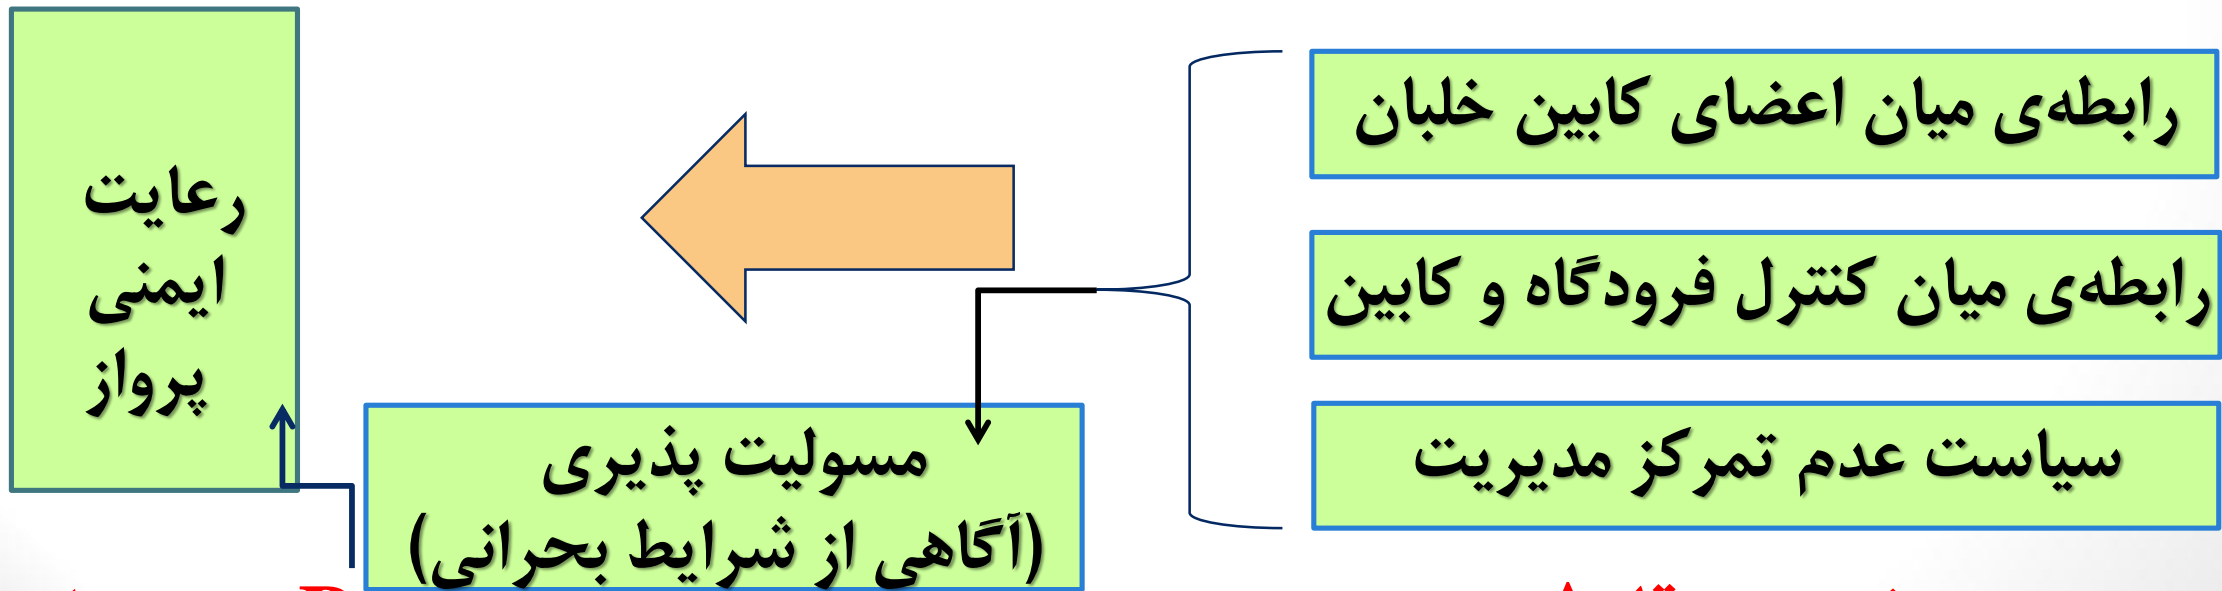 رابطه‌ی میان اعضای کابین خلبان
رابطه‌ی میان کنترل فرودگاه و کابین
سیاست عدم تمرکز مدیریت
مسولیت پذیری
(آگاهی از شرایط بحرانی)
رعایت
ایمنی
پرواز